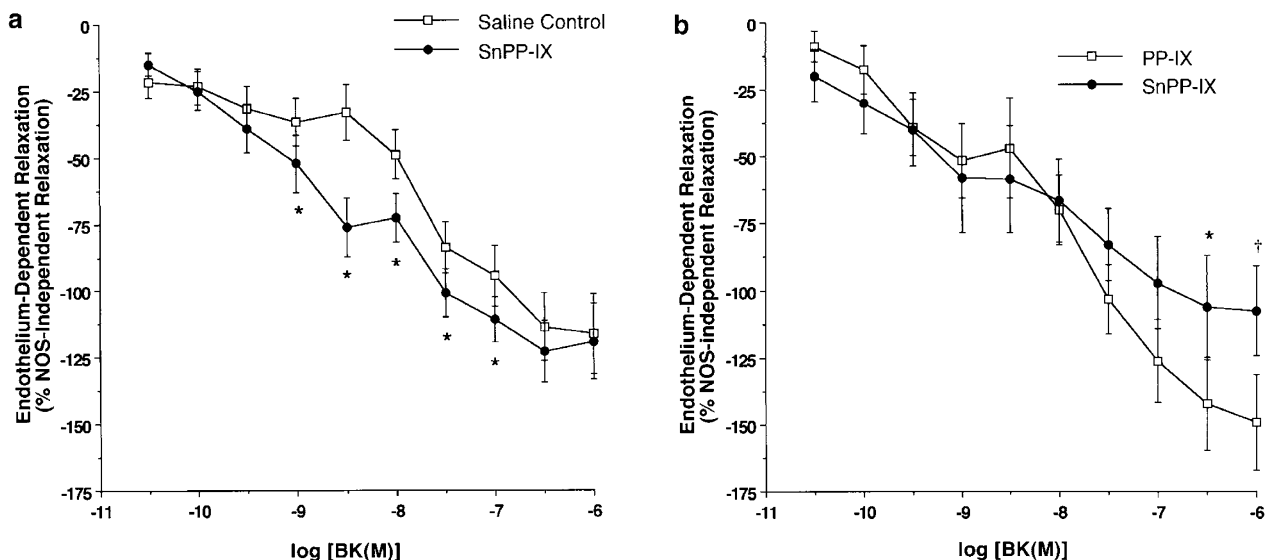 a
Saline Control
SnPP-IX
0
-25
-50
-75
-100
-125
-150
-175
Endothelium-Dependent Relaxation
(% NOS-Independent Relaxation)
*
*
*
*
*
-11
-10
-9
-8
-7
-6
log [BK(M)]
b
PP-IX
SnPP-IX
0
-25
-50
-75
-100
-125
-150
-175
Endothelium-Dependent Relaxation
(% NOS-independent Relaxation)
*
†
-11
-10
-9
-8
-7
-6
log [BK(M)]